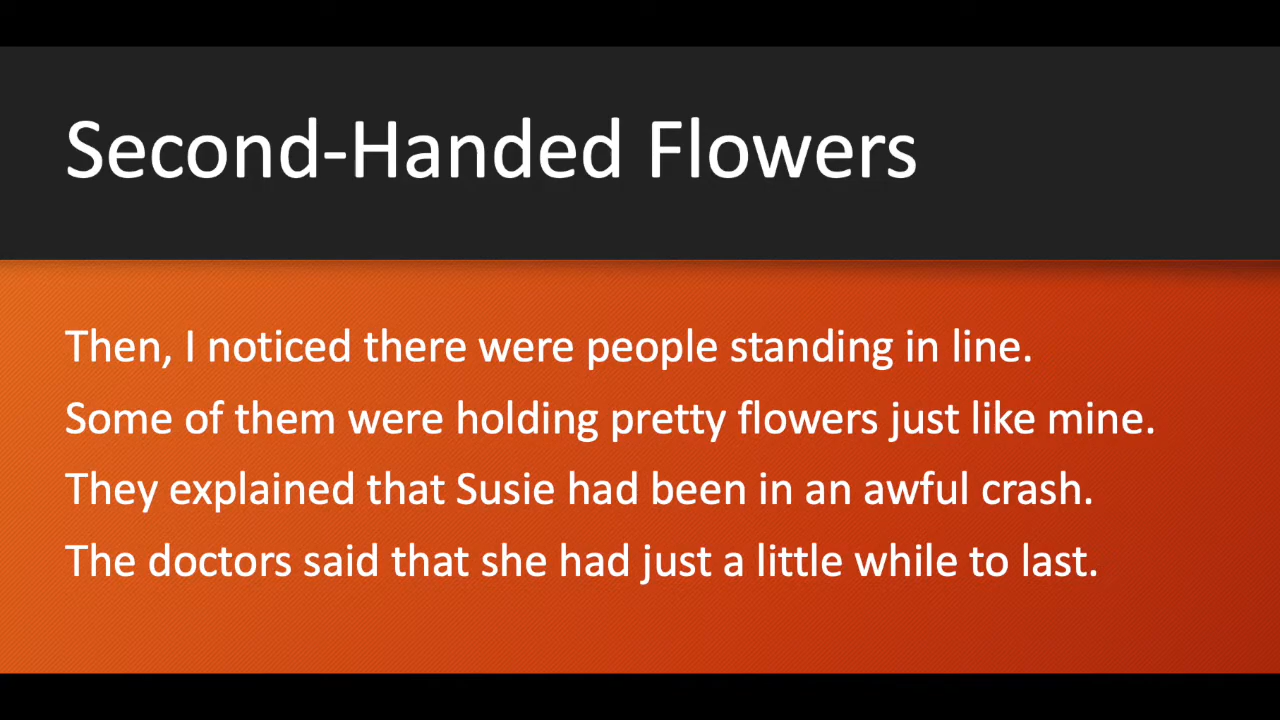 Second-Handed Flowers
Then, I noticed there were people standing in line.
Some of them were holding pretty flowers just like mine.
They explained that Susie had been in an awful crash.
The doctors said that she had just a little while to last.